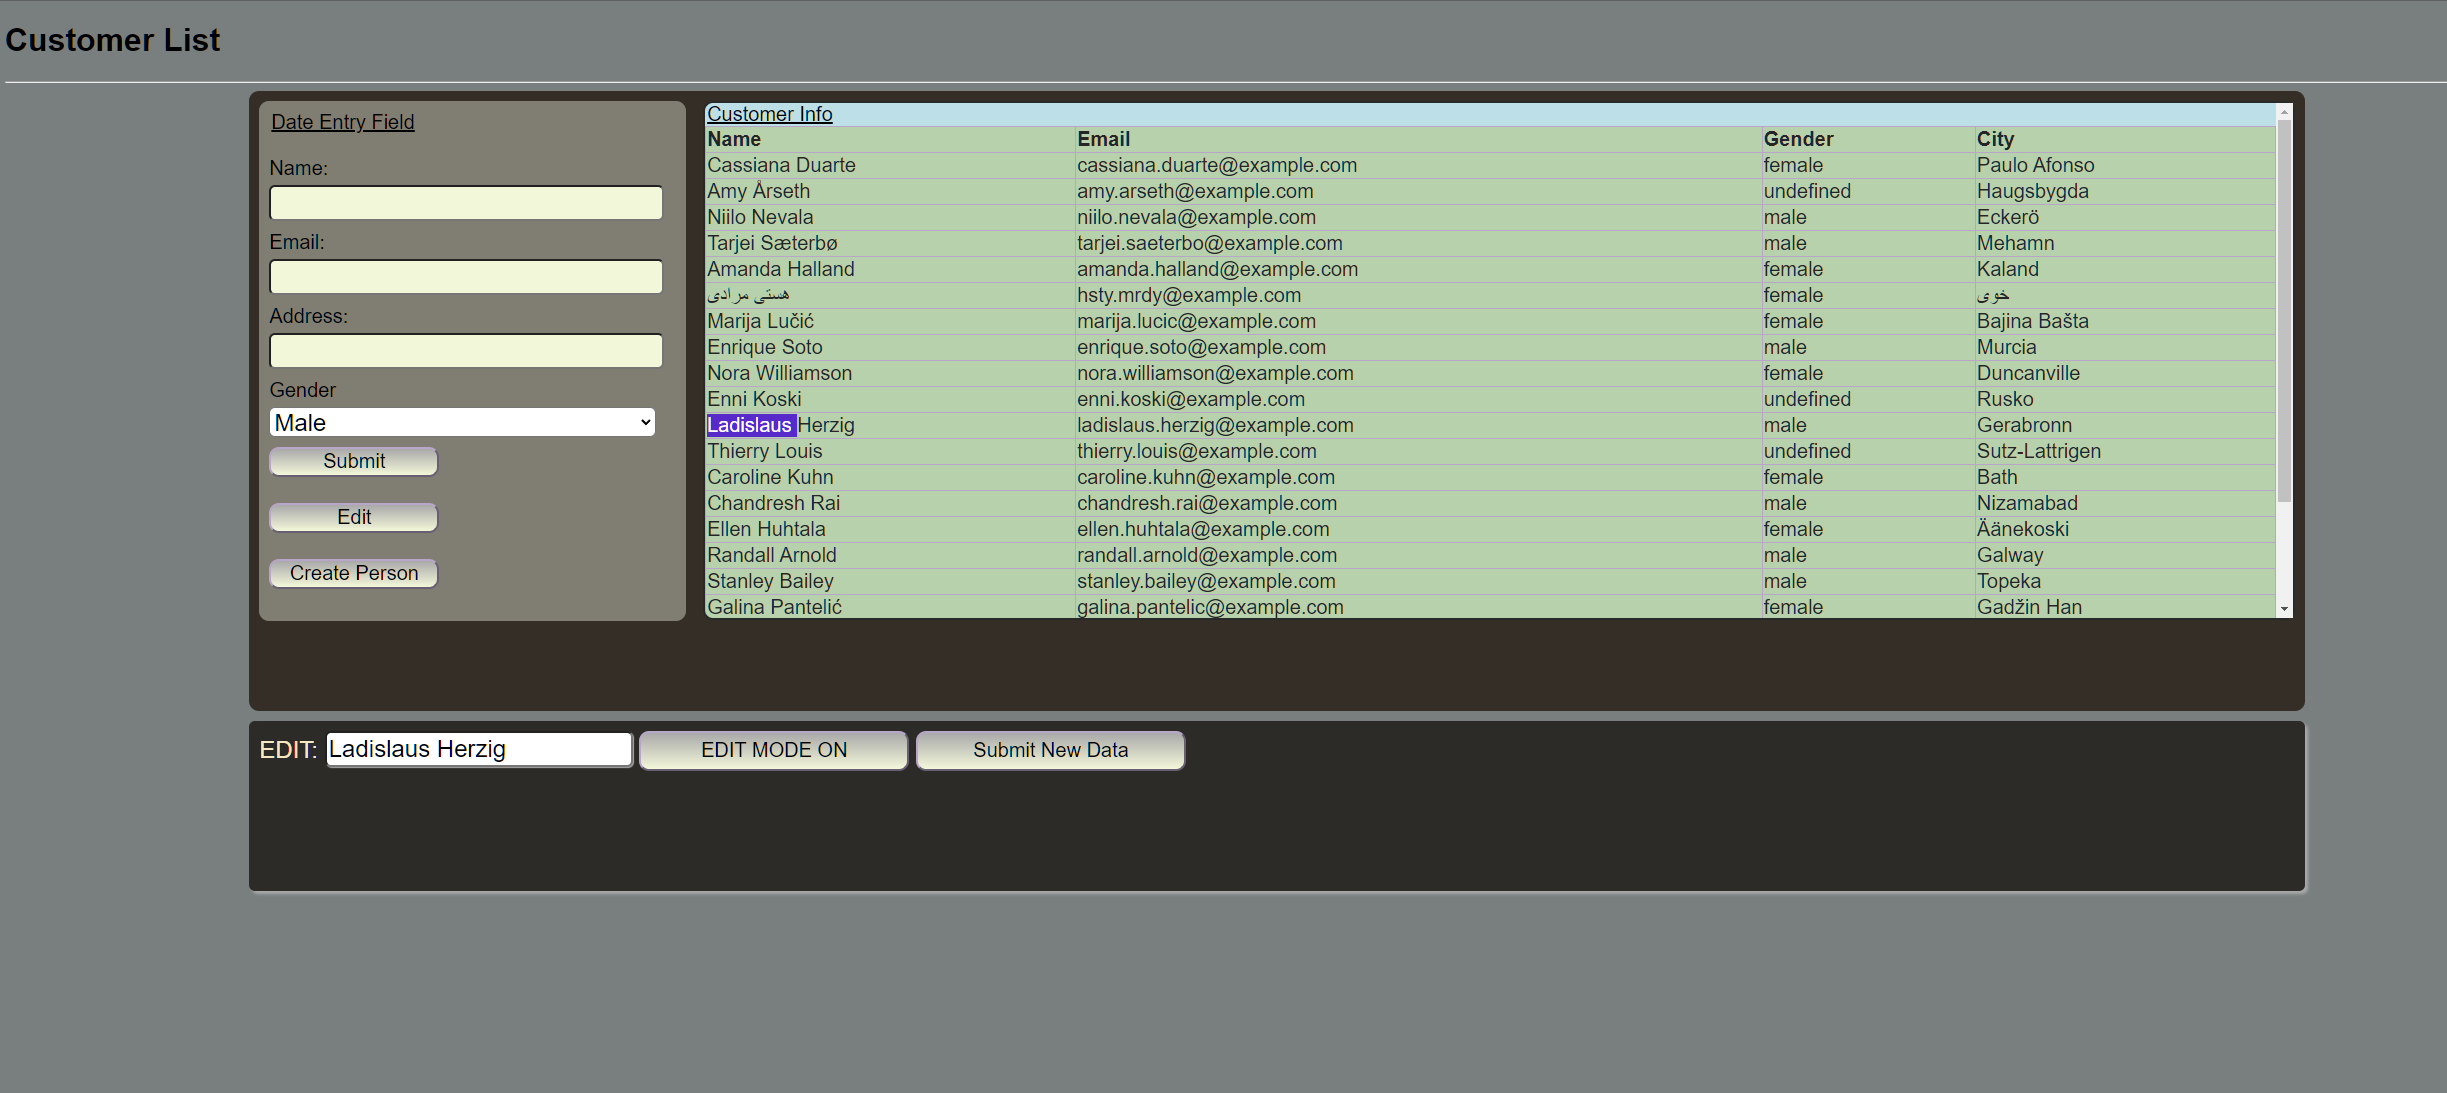 Customer List
Date Entry Field
Name:
Email:
Address:
Gender
Male
Submit
Edit
Create Person
Customer Info
Name Email Gender City
Cassiana Duarte cassiana.duarte@example.com female Paulo Afonso
Amy Årseth amy.arseth@example.com undefined Haugsbygda
Niilo Nevala niilo.nevala@example.com male Eckerö
Tarjei Sæterbø tarjei.saeterbo@example.com male Mehamn
Amanda Halland amanda.halland@example.com female Kaland
هستی مرادی hsty.mrdy@example.com female خوی
Marija Lučić marija.lucic@example.com female Bajina Bašta
Enrique Soto enrique.soto@example.com male Murcia
Nora Williamson nora.williamson@example.com female Duncanville
Enni Koski enni.koski@example.com undefined Rusko
Ladislaus Herzig ladislaus.herzig@example.com male Gerabronn
Thierry Louis thierry.louis@example.com undefined Sutz-Lattrigen
Caroline Kuhn caroline.kuhn@example.com female Bath
Chandresh Rai chandresh.rai@example.com male Nizamabad
Ellen Huhtala ellen.huhtala@example.com female Äänekoski
Randall Arnold randall.arnold@example.com male Galway
Stanley Bailey stanley.bailey@example.com male Topeka
Galina Pantelić galina.pantelic@example.com female Gadžin Han
EDIT: Ladislaus Herzig EDIT MODE ON Submit New Data